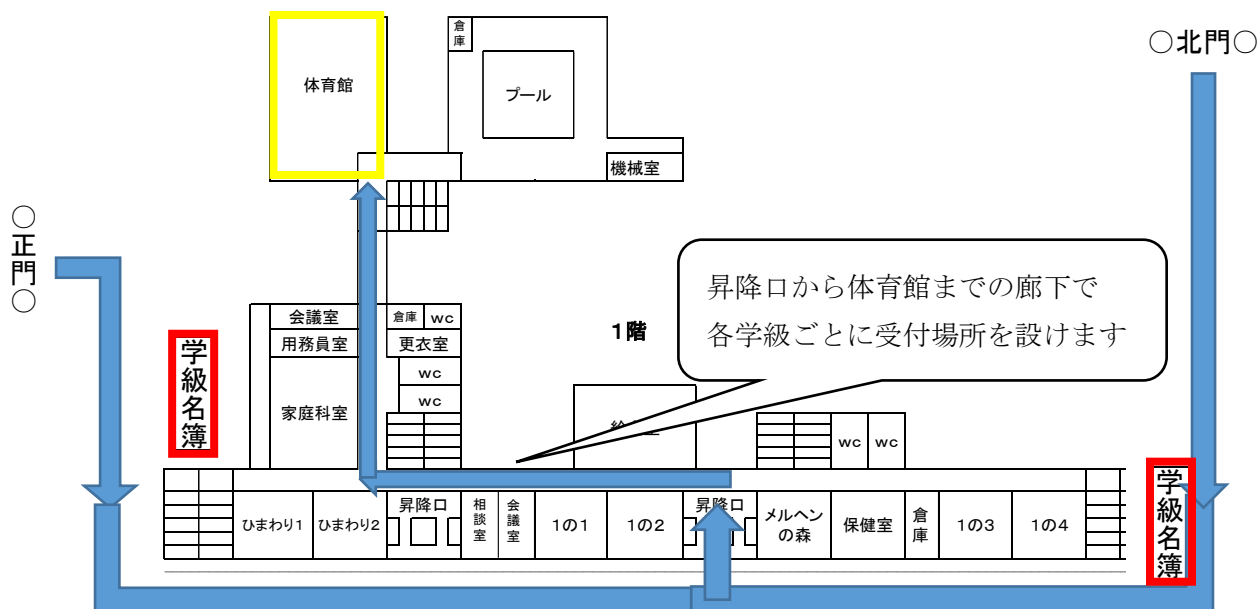 ○北門○
倉庫
体育館
プール
機械室
○正門○
昇降口から体育館までの廊下で
各学級ごとに受付場所を設けます
1階
会議室
倉庫
WC
用務員室
更衣室
学級名簿
WC
家庭科室
WC
WC
WC
ひまわり1
ひまわり2
昇降口
相談室
会議室
1の1
1の2
昇降口
メルヘンの森
保健室
倉庫
1の3
1の4
学級名簿